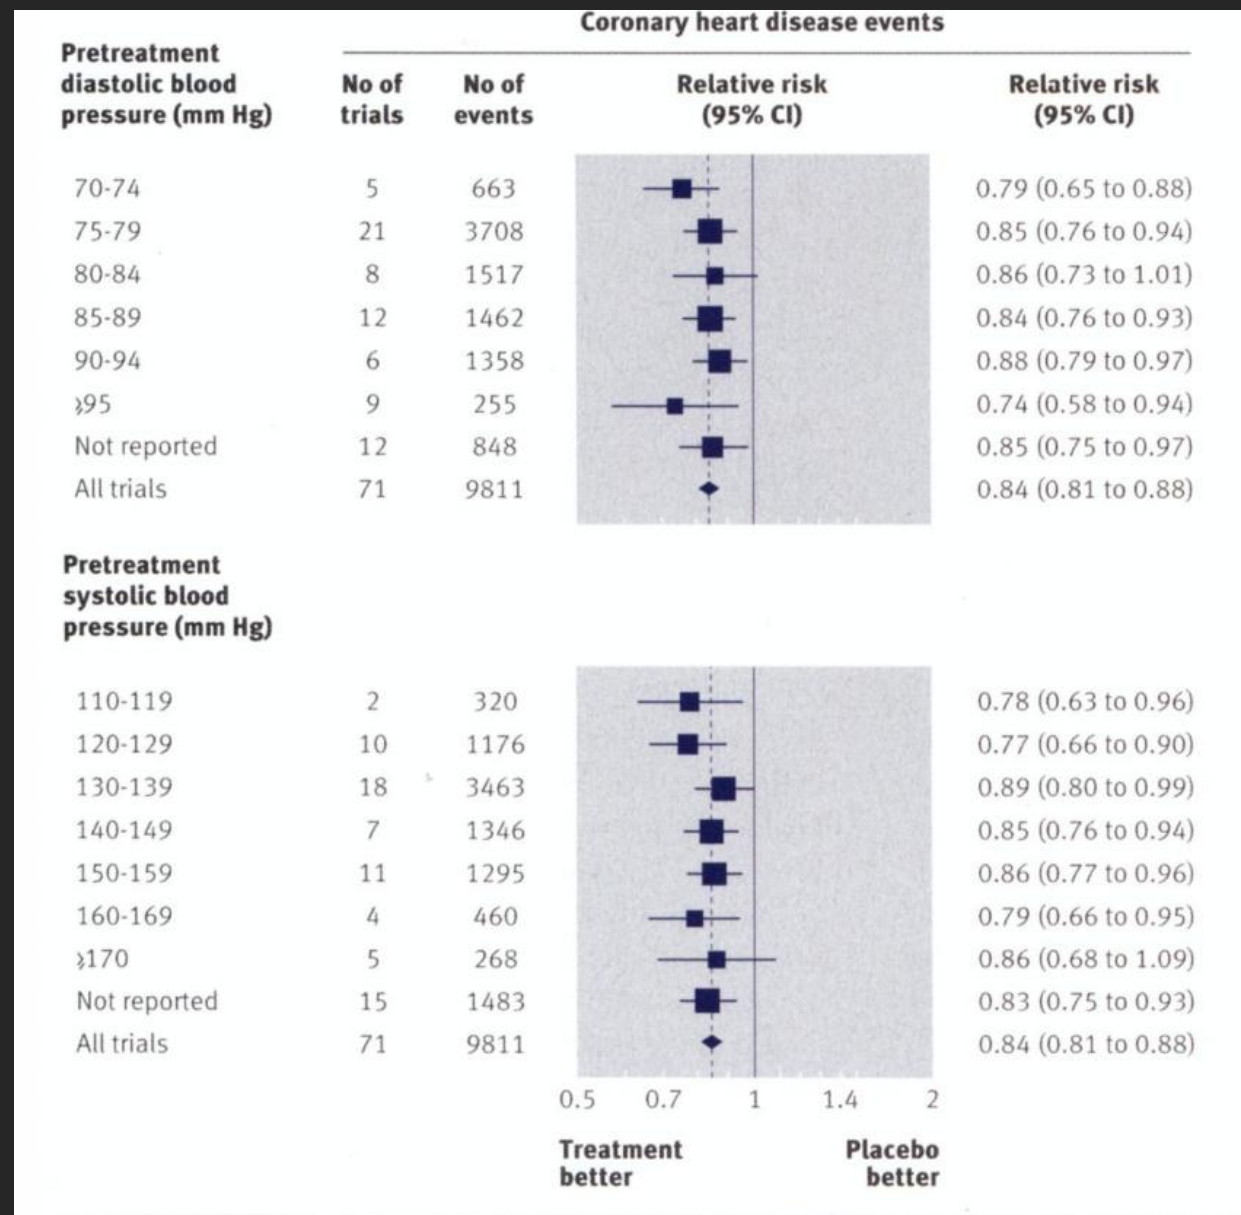 Coronary heart disease events
Pretreatment
diastolic blood
pressure (mm Hg)
No of
trials
No of
events
Relative risk
(95% CI)
Relative risk
(95% CI)
70-74 5 663 0.79 (0.65 to 0.88)
75-79 21 3708 0.85 (0.76 to 0.94)
80-84 8 1517 0.86 (0.73 to 1.01)
85-89 12 1462 0.84 (0.76 to 0.93)
90-94 6 1358 0.88 (0.79 to 0.97)
⩾95 9 255 0.74 (0.58 to 0.94)
Not reported 12 848 0.85 (0.75 to 0.97)
All trials 71 9811 0.84 (0.81 to 0.88)
Pretreatment
systolic blood
pressure (mm Hg)
110-119 2 320 0.78 (0.63 to 0.96)
120-129 10 1176 0.77 (0.66 to 0.90)
130-139 18 3463 0.89 (0.80 to 0.99)
140-149 7 1346 0.85 (0.76 to 0.94)
150-159 11 1295 0.86 (0.77 to 0.96)
160-169 4 460 0.79 (0.66 to 0.95)
⩾170 5 268 0.86 (0.68 to 1.09)
Not reported 15 1483 0.83 (0.75 to 0.93)
All trials 71 9811 0.84 (0.81 to 0.88)
0.5 0.7 1 1.4 2
Treatment
better
Placebo
better